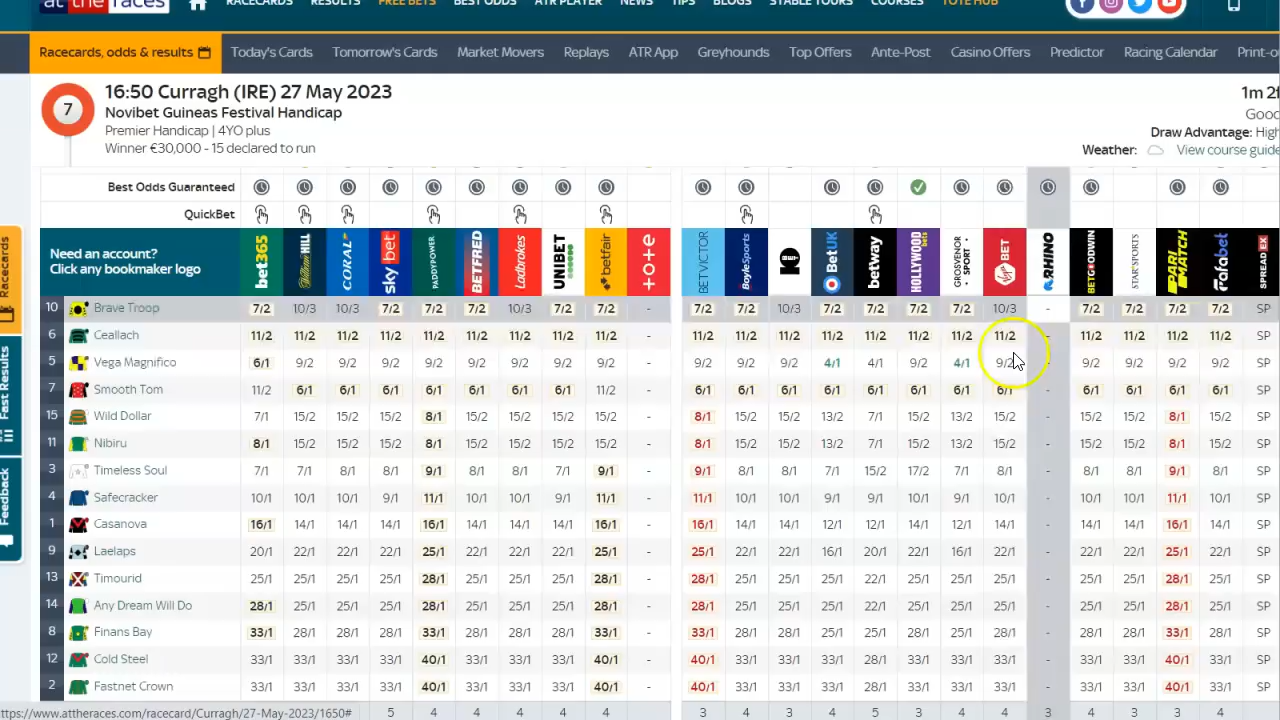 at the races
RACECARDS RESULTS FREE BETS BEST ODDS ATR PLAYER NEWS TIPS BLOGS STABLE TOURS COURSES TOTE HUB
Racecards, odds & results Today's Cards Tomorrow's Cards Market Movers Replays ATR App Greyhounds Top Offers Ante-Post Casino Offers Predictor Racing Calendar Print-o
7
16:50 Curragh (IRE) 27 May 2023 1m 2f
Novibet Guineas Festival Handicap Good
Premier Handicap | 4YO plus Draw Advantage: High
Winner €30,000 - 15 declared to run Weather: View course guide
Best Odds Guaranteed
QuickBet
Need an account?
Click any bookmaker logo
bet365 William HILL CORAL sky bet PADDYPOWER BETFRED Ladbrokes UNIBET betfair tote BETVICTOR BoyleSports 10 BetUK betway HOLLYWOOD bets GROSVENOR SPORT BET RHINO BETGOODWIN STARSPORTS PARIMATCH fafabet SPREADEX
10 Brave Troop 7/2 10/3 10/3 7/2 7/2 7/2 10/3 7/2 7/2 - 7/2 7/2 10/3 7/2 7/2 7/2 7/2 10/3 - 7/2 7/2 7/2 7/2 SP
6 Ceallach 11/2 11/2 11/2 11/2 11/2 11/2 11/2 11/2 11/2 - 11/2 11/2 11/2 11/2 11/2 11/2 11/2 11/2 - 11/2 11/2 11/2 11/2 SP
5 Vega Magnifico 6/1 9/2 9/2 9/2 9/2 9/2 9/2 9/2 9/2 - 9/2 9/2 9/2 4/1 4/1 9/2 4/1 9/2 - 9/2 9/2 9/2 9/2 SP
7 Smooth Tom 11/2 6/1 6/1 6/1 6/1 6/1 6/1 6/1 11/2 - 6/1 6/1 6/1 6/1 6/1 6/1 6/1 6/1 - 6/1 6/1 6/1 6/1 SP
15 Wild Dollar 7/1 15/2 15/2 15/2 8/1 15/2 15/2 15/2 15/2 - 8/1 15/2 15/2 13/2 7/1 15/2 13/2 15/2 - 15/2 15/2 8/1 15/2 SP
11 Nibiru 8/1 15/2 15/2 15/2 8/1 15/2 15/2 15/2 15/2 - 8/1 15/2 15/2 13/2 7/1 15/2 13/2 15/2 - 15/2 15/2 8/1 15/2 SP
3 Timeless Soul 7/1 7/1 8/1 8/1 9/1 8/1 8/1 7/1 9/1 - 9/1 8/1 8/1 7/1 15/2 17/2 7/1 8/1 - 8/1 8/1 9/1 8/1 SP
4 Safecracker 10/1 10/1 10/1 9/1 11/1 10/1 10/1 9/1 11/1 - 11/1 10/1 10/1 9/1 9/1 10/1 9/1 10/1 - 10/1 10/1 11/1 10/1 SP
1 Casanova 16/1 14/1 14/1 14/1 16/1 14/1 14/1 14/1 16/1 - 16/1 14/1 14/1 12/1 12/1 14/1 12/1 14/1 - 14/1 14/1 16/1 14/1 SP
9 Laelaps 20/1 22/1 22/1 22/1 25/1 22/1 22/1 22/1 25/1 - 25/1 22/1 22/1 16/1 20/1 22/1 16/1 22/1 - 22/1 22/1 25/1 22/1 SP
13 Timourid 25/1 25/1 25/1 25/1 28/1 25/1 25/1 25/1 28/1 - 28/1 25/1 25/1 25/1 22/1 25/1 25/1 25/1 - 25/1 25/1 28/1 25/1 SP
14 Any Dream Will Do 28/1 25/1 25/1 25/1 28/1 25/1 25/1 25/1 28/1 - 28/1 25/1 25/1 25/1 22/1 25/1 25/1 25/1 - 25/1 25/1 28/1 25/1 SP
8 Finans Bay 33/1 28/1 28/1 28/1 33/1 28/1 28/1 28/1 33/1 - 33/1 28/1 28/1 25/1 25/1 28/1 25/1 28/1 - 28/1 28/1 33/1 28/1 SP
12 Cold Steel 33/1 33/1 33/1 33/1 40/1 33/1 33/1 33/1 40/1 - 40/1 33/1 33/1 33/1 28/1 33/1 33/1 33/1 - 33/1 33/1 40/1 33/1 SP
2 Fastnet Crown 33/1 33/1 33/1 33/1 40/1 33/1 33/1 33/1 40/1 - 40/1 33/1 33/1 33/1 28/1 33/1 33/1 33/1 - 33/1 33/1 40/1 33/1 SP
https://www.attheraces.com/racecard/Curragh/27-May-2023/1650# 5 4 4 4 4 4 3 4 3 4 5 3 4 4 3 4 4 3 4
Racecards
Fast Results
Feedback